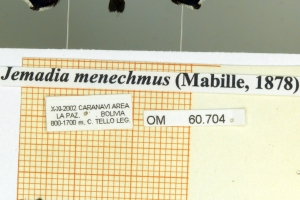 Jemadia menechmus (Mabille, 1878)
X-XI-2002 CARANAVI AREA
LA PAZ, BOLIVIA
800-1700 m, C. TELLO LEG.
OM 60.704